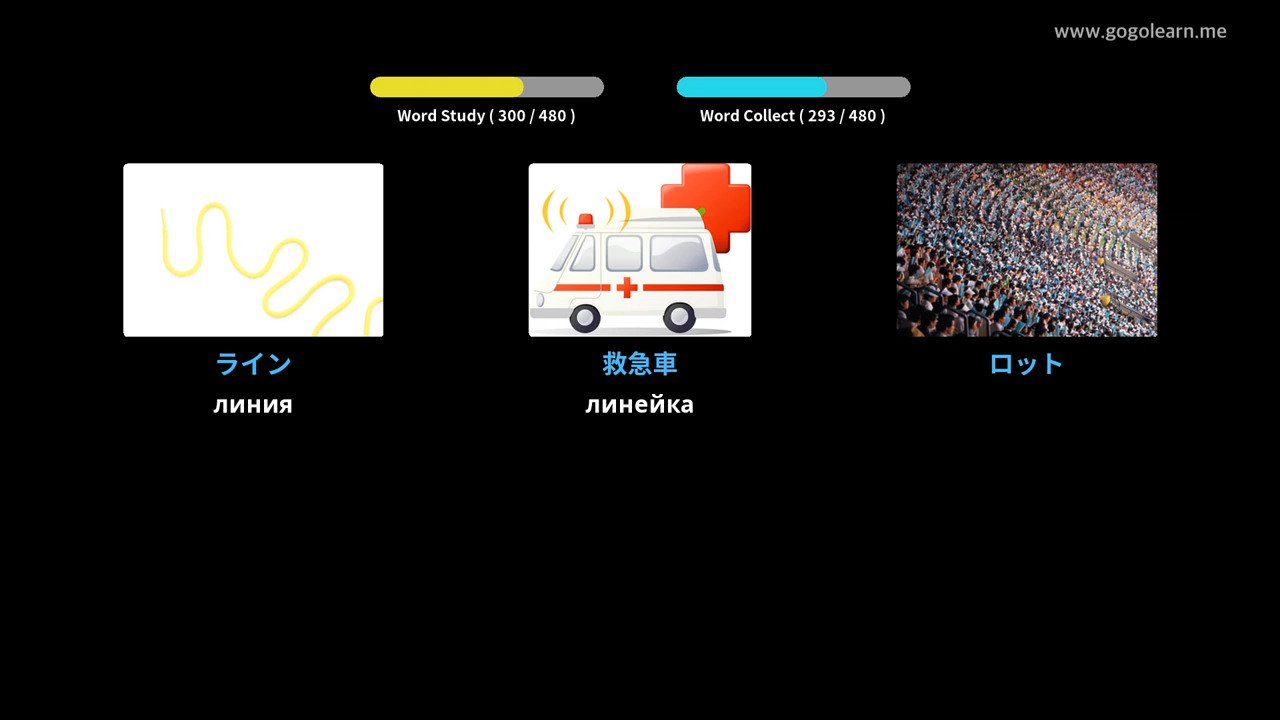 www.gogolearn.me
Word Study ( 300 / 480 )
Word Collect ( 293 / 480 )
ライン
救急車
ロット
линия
линейка